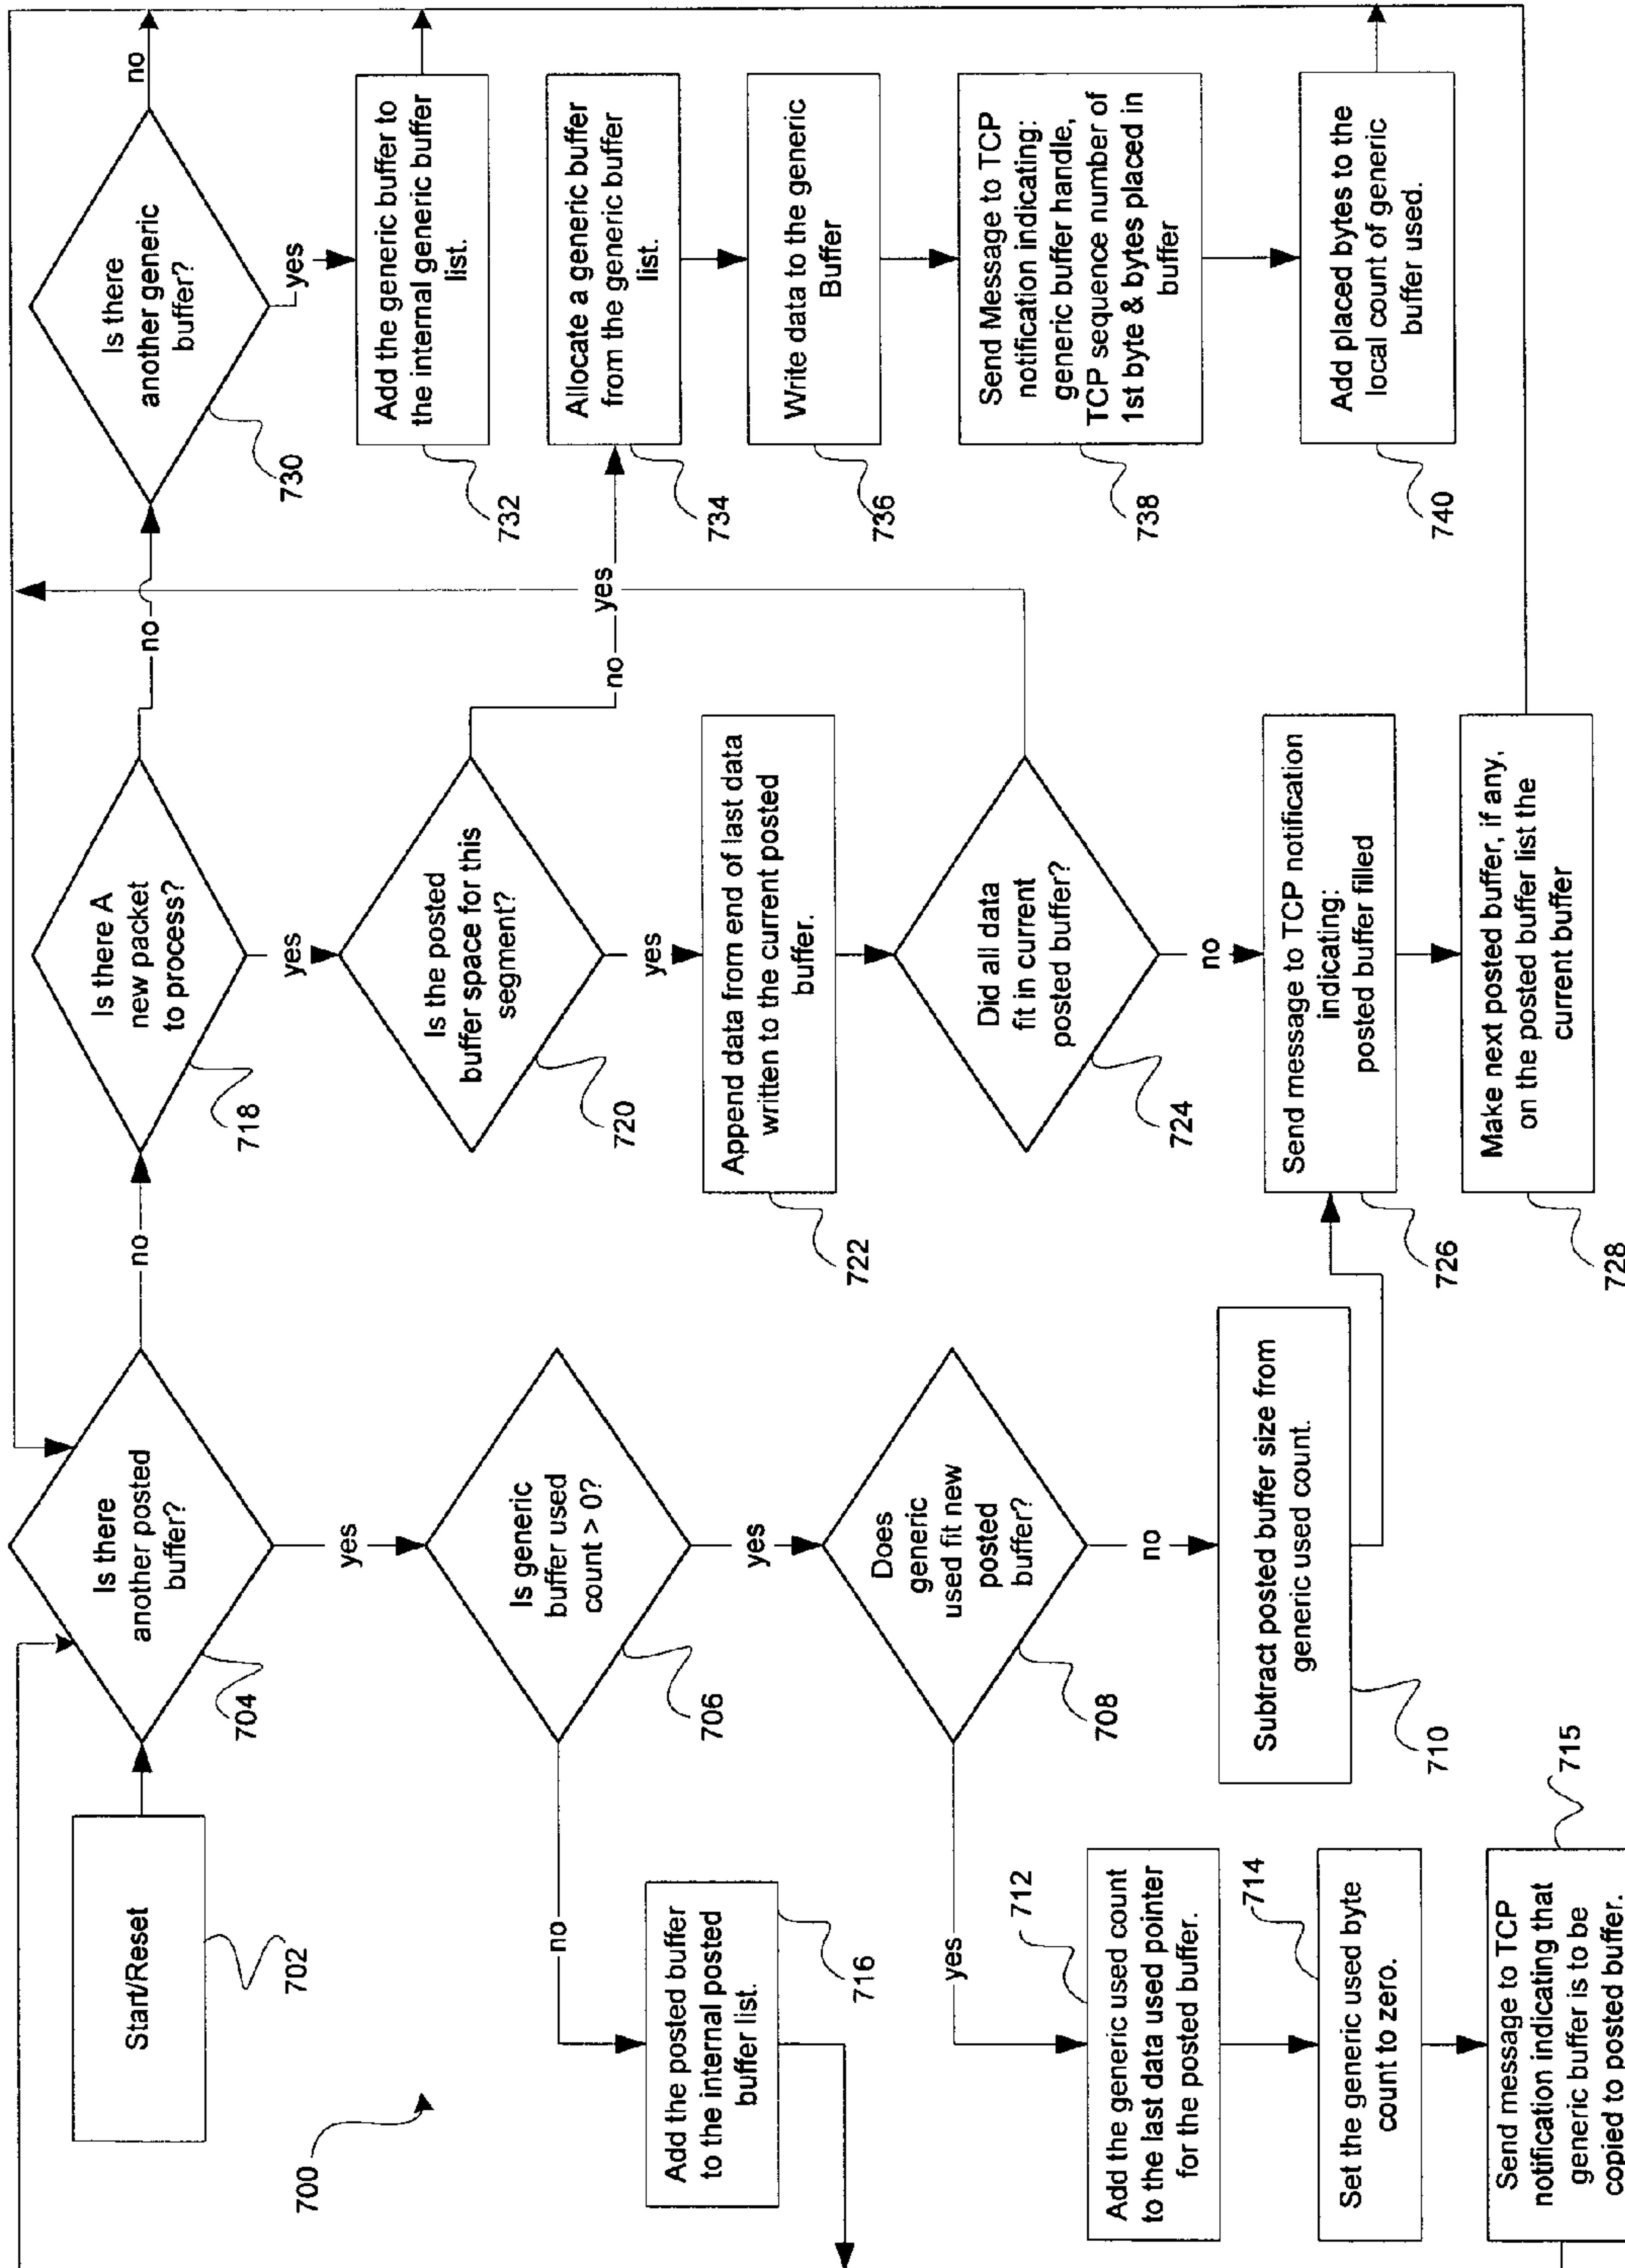 700
Start/Reset
702
Is there
another posted
buffer?
704
yes
no
Is generic
buffer used
count > 0?
706
no
yes
Add the posted buffer
to the internal posted
buffer list.
716
Does
generic
used fit new
posted
buffer?
708
yes
no
Subtract posted buffer size from
generic used count.
710
Add the generic used count
to the last data used pointer
for the posted buffer.
712
Set the generic used byte
count to zero.
714
Send message to TCP
notification indicating that
generic buffer is to be
copied to posted buffer.
715
Is there A
new packet
to process?
718
no
yes
Is the posted
buffer space for this
segment?
720
no
yes
yes
Append data from end of last data
written to the current posted
buffer.
722
Did all data
fit in current
posted buffer?
724
no
Send message to TCP notification
indicating:
posted buffer filled
726
Make next posted buffer, if any,
on the posted buffer list the
current buffer
728
Is there
another generic
buffer?
730
no
yes
Add the generic buffer to
the internal generic buffer
list.
732
Allocate a generic buffer
from the generic buffer
list.
734
Write data to the generic
Buffer
736
Send Message to TCP
notification indicating:
generic buffer handle,
TCP sequence number of
1st byte & bytes placed in
buffer
738
Add placed bytes to the
local count of generic
buffer used.
740